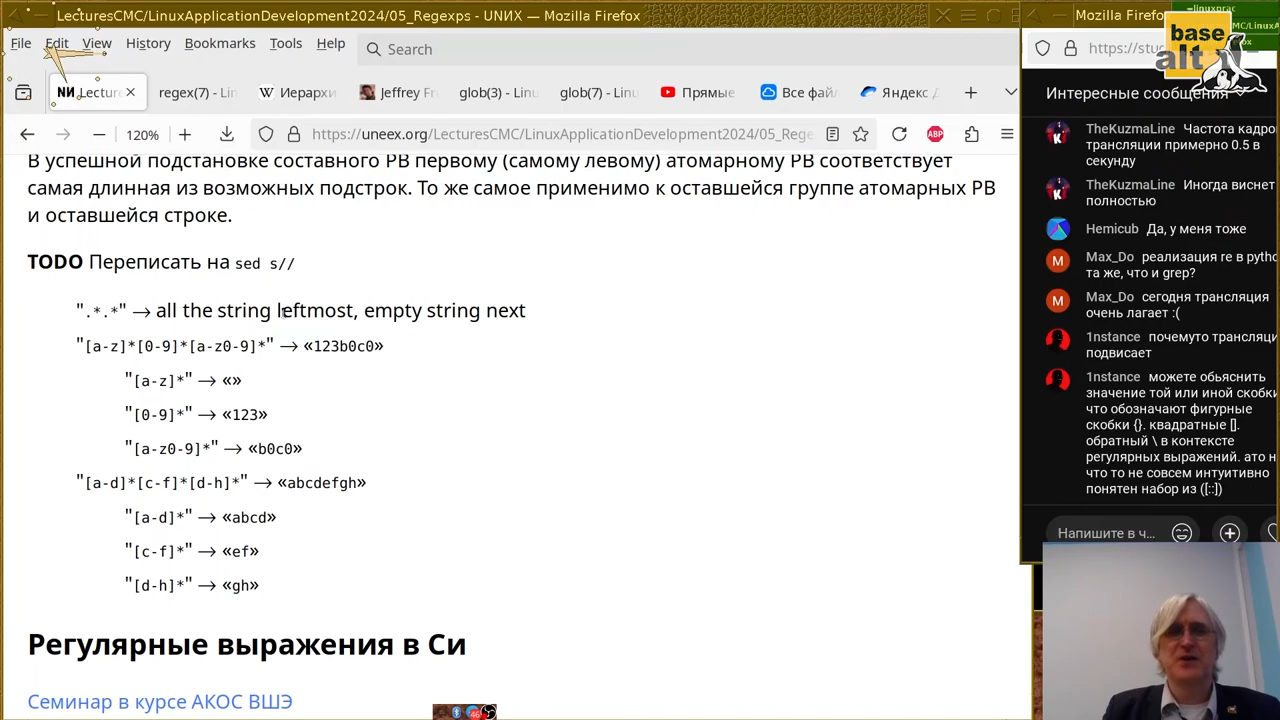 LecturesCMC/LinuxApplicationDevelopment2024/05_Regexps - UNИX — Mozilla Firefox
File Edit View History Bookmarks Tools Help
Search
Lecture regex(7) - Lin Иерархи Jeffrey Fr glob(3) - Linu glob(7) - Linu Прямые Все фай Яндекс Д
120% https://uneex.org/LecturesCMC/LinuxApplicationDevelopment2024/05_Rege
В успешной подстановке составного РВ первому (самому левому) атомарному РВ соответствует
самая длинная из возможных подстрок. То же самое применимо к оставшейся группе атомарных РВ
и оставшейся строке.
TODO Переписать на sed s//
".*.*" → all the string leftmost, empty string next
"[a-z]*[0-9]*[a-z0-9]*" → «123b0c0»
"[a-z]*" → «»
"[0-9]*" → «123»
"[a-z0-9]*" → «b0c0»
"[a-d]*[c-f]*[d-h]*" → «abcdefgh»
"[a-d]*" → «abcd»
"[c-f]*" → «ef»
"[d-h]*" → «gh»
Регулярные выражения в Си
Семинар в курсе АКОС ВШЭ
Mozilla Firefo
linuxprac
base
alt
https://stu
Интересные сообщения
TheKuzmaLine Частота кадро
трансляции примерно 0.5 в
секунду
TheKuzmaLine Иногда виснет
полностью
Hemicub Да, у меня тоже
Max_Do реализация re в pytho
та же, что и grep?
Max_Do сегодня трансляция
очень лагает :(
1nstance почемуто трансляци
подвисает
1nstance можете обьяснить
значение той или иной скобки
что обозначают фигурные
скобки {}. квадратные [].
обратный \ в контексте
регулярных выражений. ато н
что то не совсем интуитивно
понятен набор из ([::])
Напишите в ч...